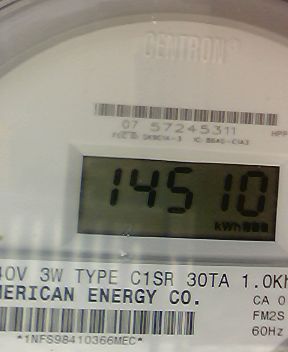 CENTRON®
07 57245311
14510
kWh
40V 3W TYPE C1SR 30TA 1.0Kh
MERICAN ENERGY CO.
CA 0
FM2S
60Hz
*1NFS98410366MEC*